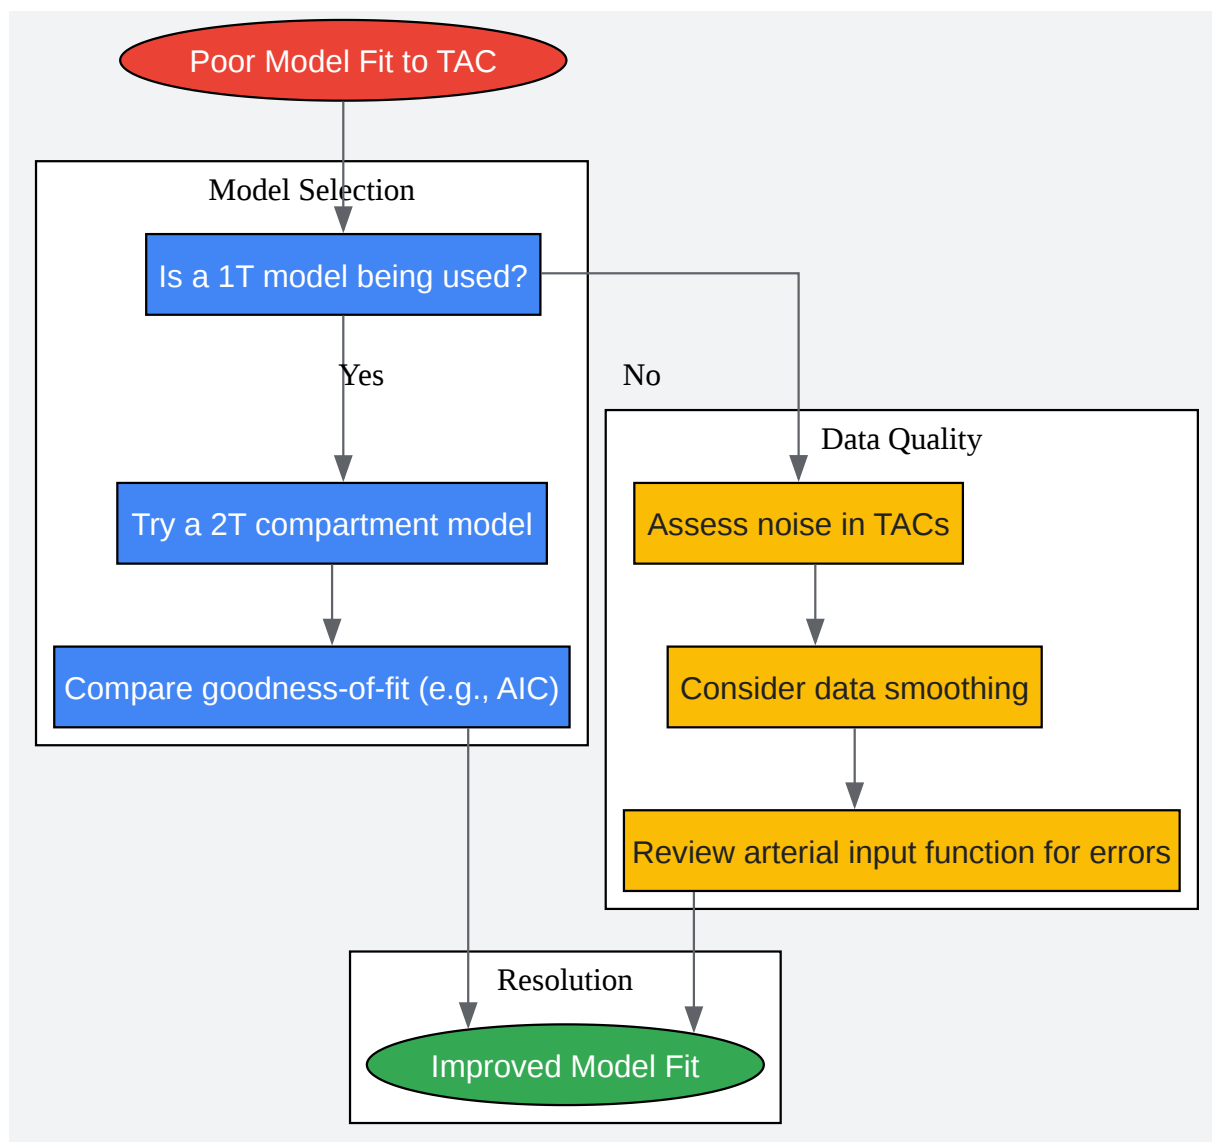 Poor Model Fit to TAC
Model Selection
Is a 1T model being used?
Yes
No
Data Quality
Try a 2T compartment model
Assess noise in TACs
Compare goodness-of-fit (e.g., AIC)
Consider data smoothing
Review arterial input function for errors
Resolution
Improved Model Fit